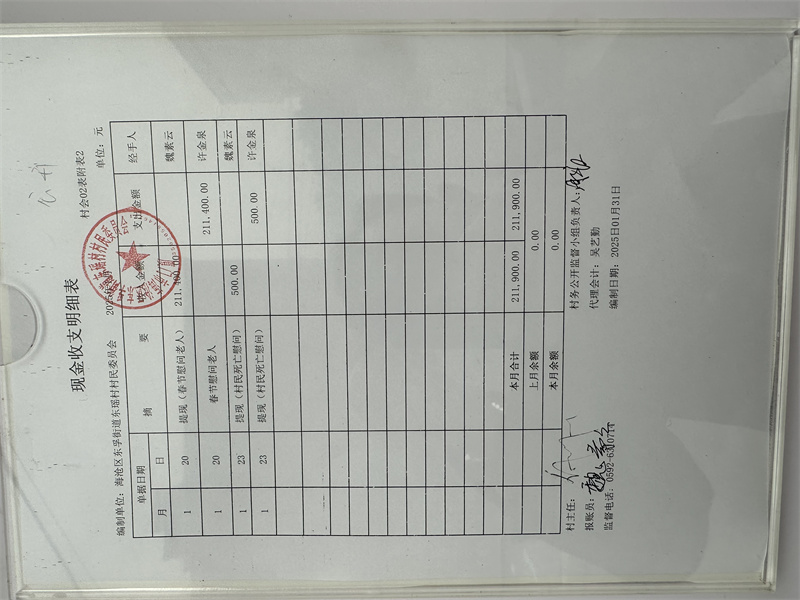 现金收支明细表
村会02表附表2
编制单位：海沧区东孚街道东瑶村村民委员会 单位：元
单据日期 摘 要 收入金额 支出金额 经手人
月 日
1 20 提现（春节慰问老人） 211,400.00 魏素云
1 20 春节慰问老人 211,400.00 许金泉
1 23 提现（村民死亡慰问） 500.00 魏素云
1 23 提现（村民死亡慰问） 500.00 许金泉
本月合计 211,900.00 211,900.00
上月余额 0.00
本月余额 0.00
村主任： 村务公开监督小组负责人：
报账员： 代理会计：吴艺勤
监督电话：0592-6310714 编制日期：2025年01月31日